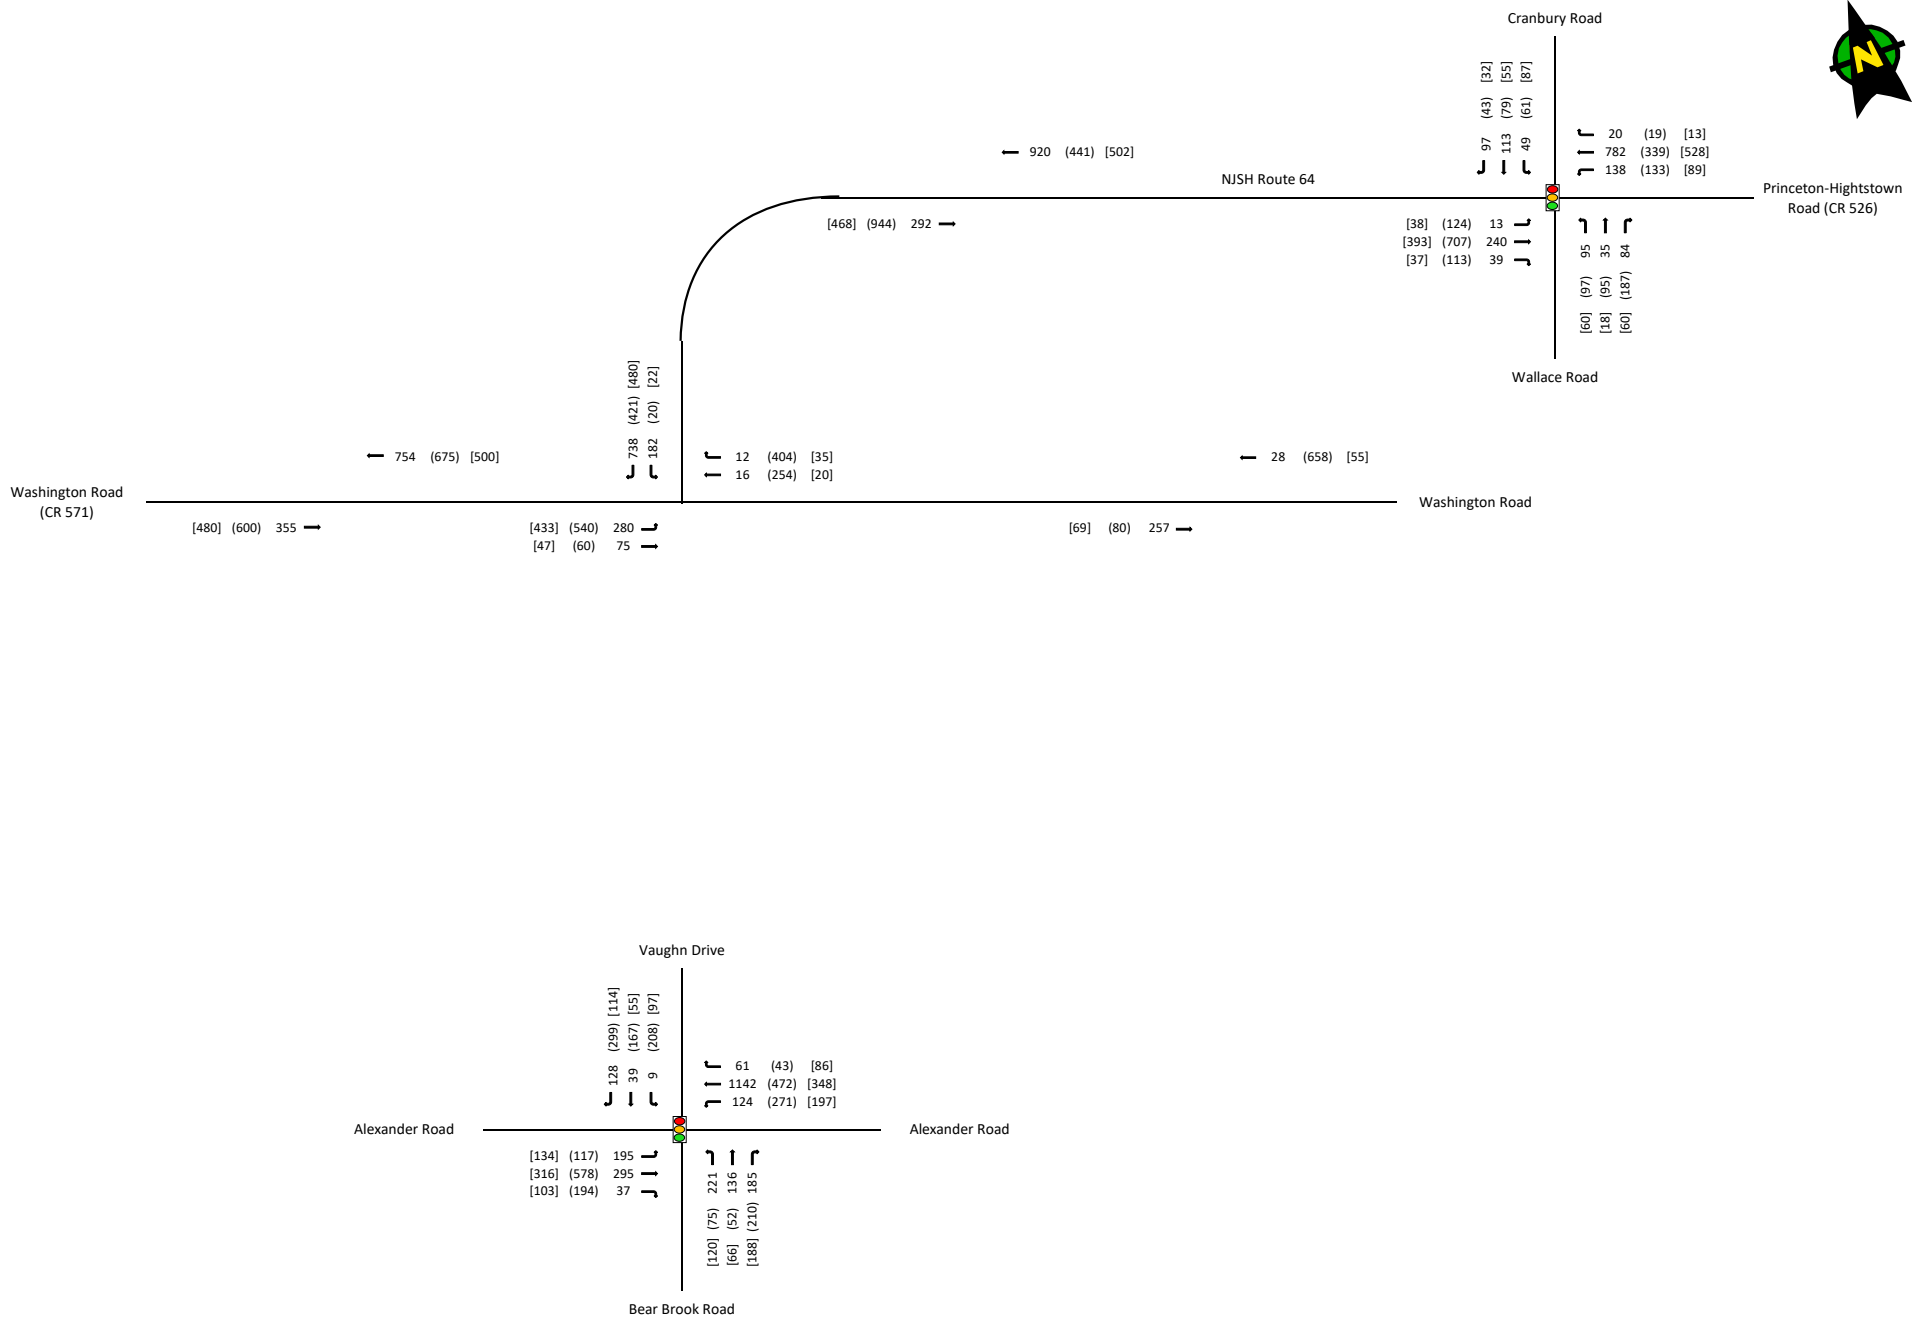 Cranbury Road
N
97 (43) [32]
113 (79) [55]
49 (61) [87]
20 (19) [13]
782 (339) [528]
138 (133) [89]
920 (441) [502]
NJSH Route 64
Princeton-Hightstown
Road (CR 526)
[468] (944) 292
[38] (124) 13
[393] (707) 240
[37] (113) 39
[60] (97) 95
[18] (95) 35
[60] (187) 84
Wallace Road
738 (421) [480]
182 (20) [22]
754 (675) [500]
12 (404) [35]
16 (254) [20]
28 (658) [55]
Washington Road
(CR 571)
Washington Road
[480] (600) 355
[433] (540) 280
[47] (60) 75
[69] (80) 257
Vaughn Drive
128 (299) [114]
39 (167) [55]
9 (208) [97]
61 (43) [86]
1142 (472) [348]
124 (271) [197]
Alexander Road
Alexander Road
[134] (117) 195
[316] (578) 295
[103] (194) 37
[120] (75) 221
[66] (52) 136
[188] (210) 185
Bear Brook Road